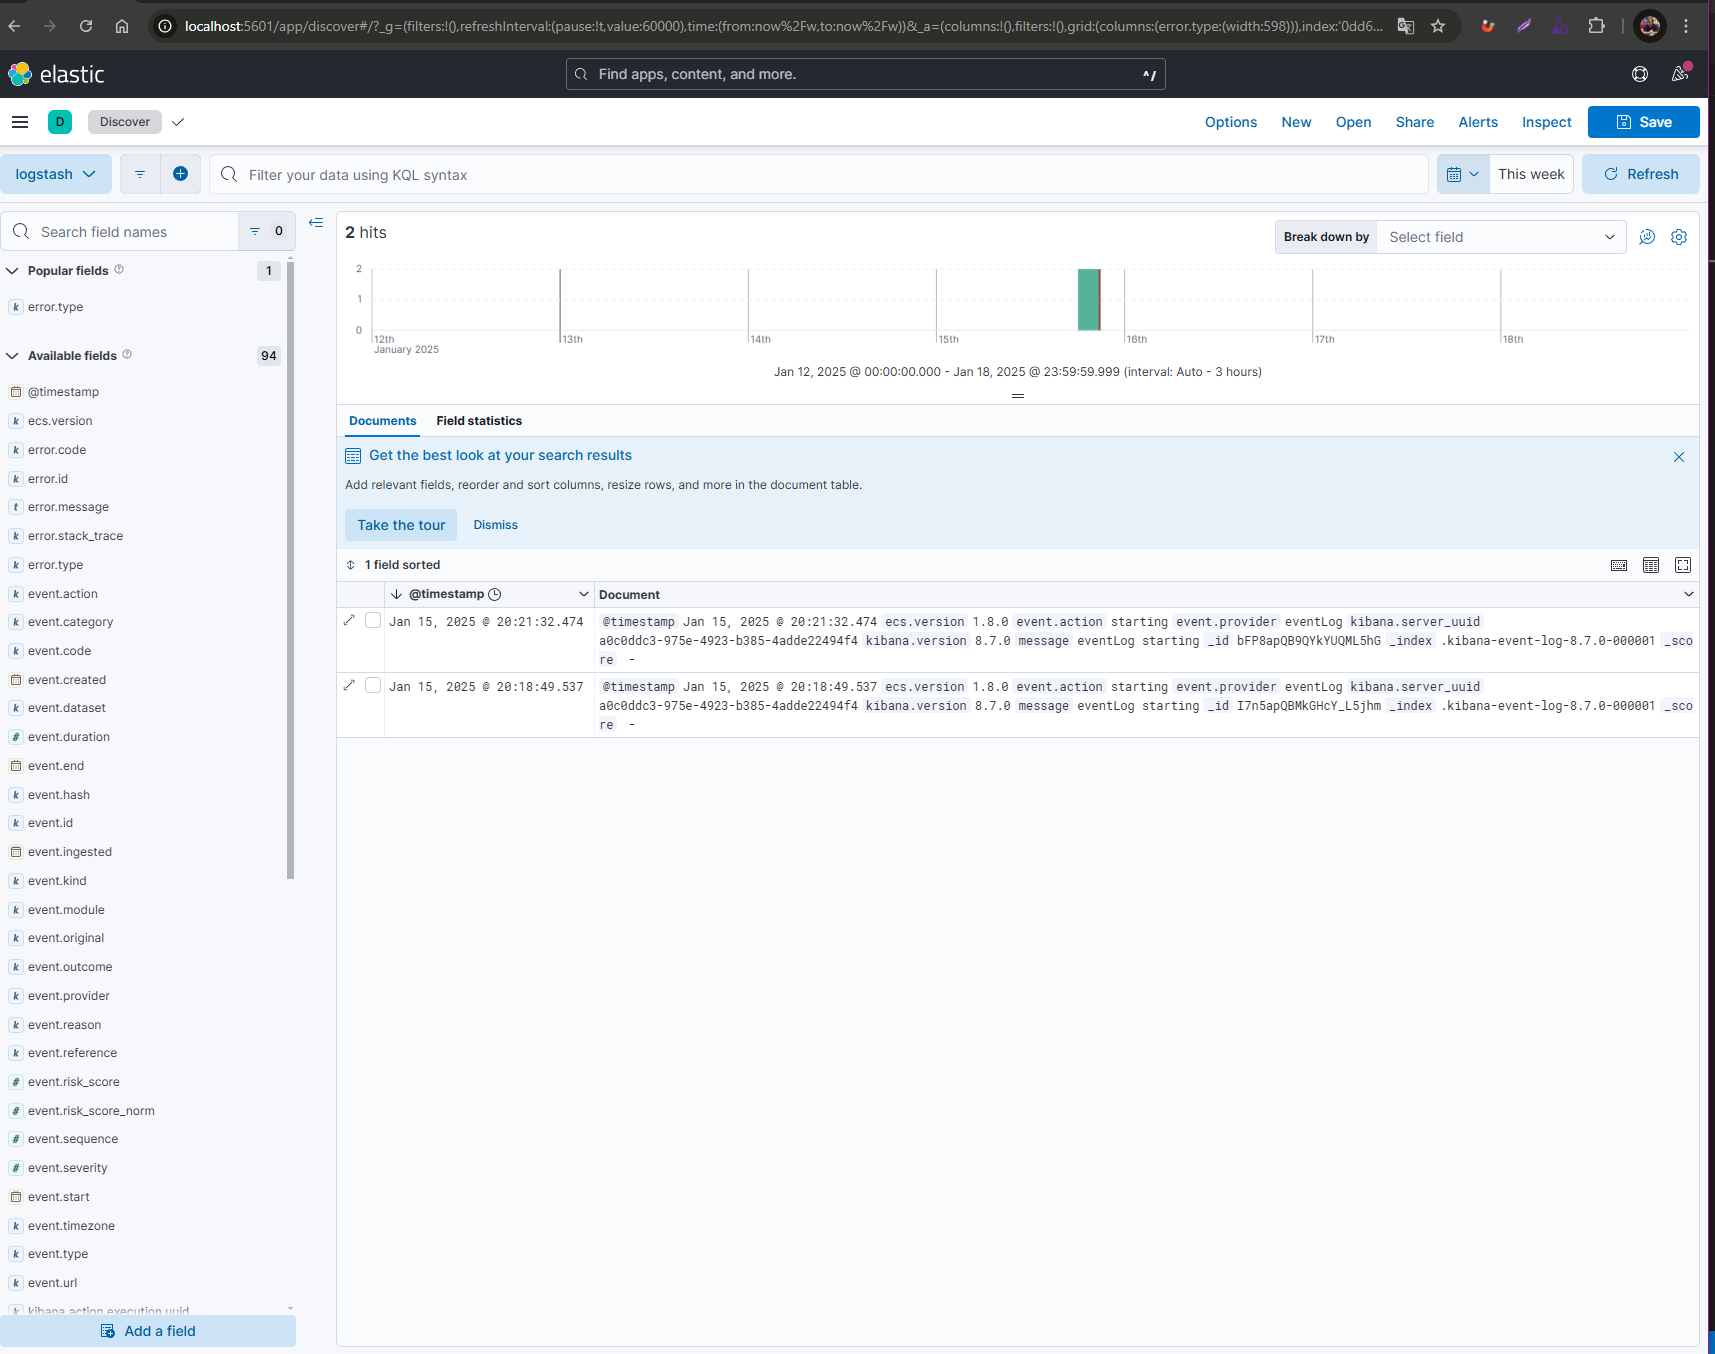 localhost:5601/app/discover#/?_g=(filters:!(),refreshInterval:(pause:!t,value:60000),time:(from:now%2Fw,to:now%2Fw))&_a=(columns:!(),filters:!(),grid:(columns:(error.type:(width:598))),index:'0dd6...
elastic
Find apps, content, and more.
^/
D
Discover
Options
New
Open
Share
Alerts
Inspect
Save
logstash
Filter your data using KQL syntax
This week
Refresh
Search field names
0
2 hits
Break down by
Select field
Popular fields
1
error.type
Available fields
94
@timestamp
ecs.version
error.code
error.id
error.message
error.stack_trace
error.type
event.action
event.category
event.code
event.created
event.dataset
event.duration
event.end
event.hash
event.id
event.ingested
event.kind
event.module
event.original
event.outcome
event.provider
event.reason
event.reference
event.risk_score
event.risk_score_norm
event.sequence
event.severity
event.start
event.timezone
event.type
event.url
kibana.action.execution.uuid
Add a field
2
1
0
12th
January 2025
13th
14th
15th
16th
17th
18th
Jan 12, 2025 @ 00:00:00.000 - Jan 18, 2025 @ 23:59:59.999 (interval: Auto - 3 hours)
Documents
Field statistics
Get the best look at your search results
Add relevant fields, reorder and sort columns, resize rows, and more in the document table.
Take the tour
Dismiss
1 field sorted
@timestamp
Document
Jan 15, 2025 @ 20:21:32.474
@timestamp Jan 15, 2025 @ 20:21:32.474 ecs.version 1.8.0 event.action starting event.provider eventLog kibana.server_uuid
a0c0ddc3-975e-4923-b385-4adde22494f4 kibana.version 8.7.0 message eventLog starting _id bFP8apQB9QYkYUQML5hG _index .kibana-event-log-8.7.0-000001 _sco
re -
Jan 15, 2025 @ 20:18:49.537
@timestamp Jan 15, 2025 @ 20:18:49.537 ecs.version 1.8.0 event.action starting event.provider eventLog kibana.server_uuid
a0c0ddc3-975e-4923-b385-4adde22494f4 kibana.version 8.7.0 message eventLog starting _id I7n5apQBMkGHcY_L5jhm _index .kibana-event-log-8.7.0-000001 _sco
re -